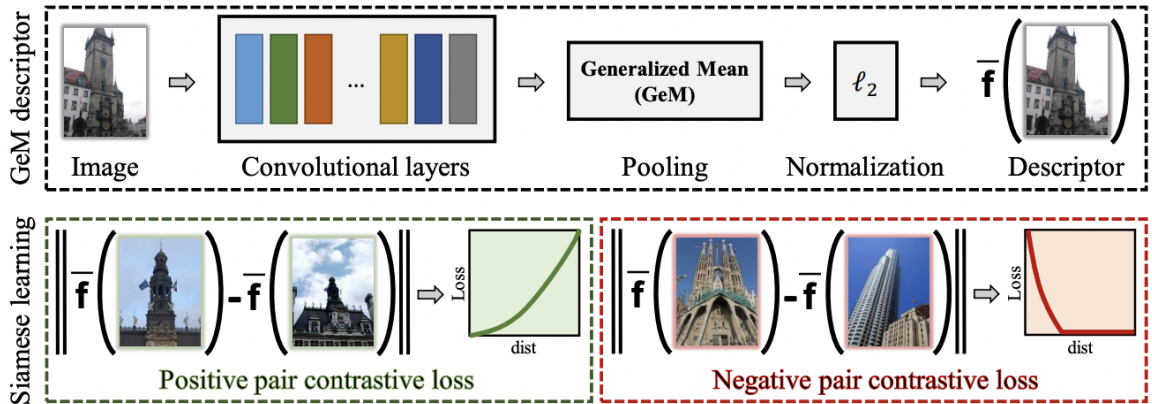 GeM descriptor
...
Generalized Mean
(GeM)
ℓ2
f̄
Image
Convolutional layers
Pooling
Normalization
Descriptor
Siamese learning
f̄ - f̄
Loss
dist
Positive pair contrastive loss
f̄ - f̄
Loss
dist
Negative pair contrastive loss